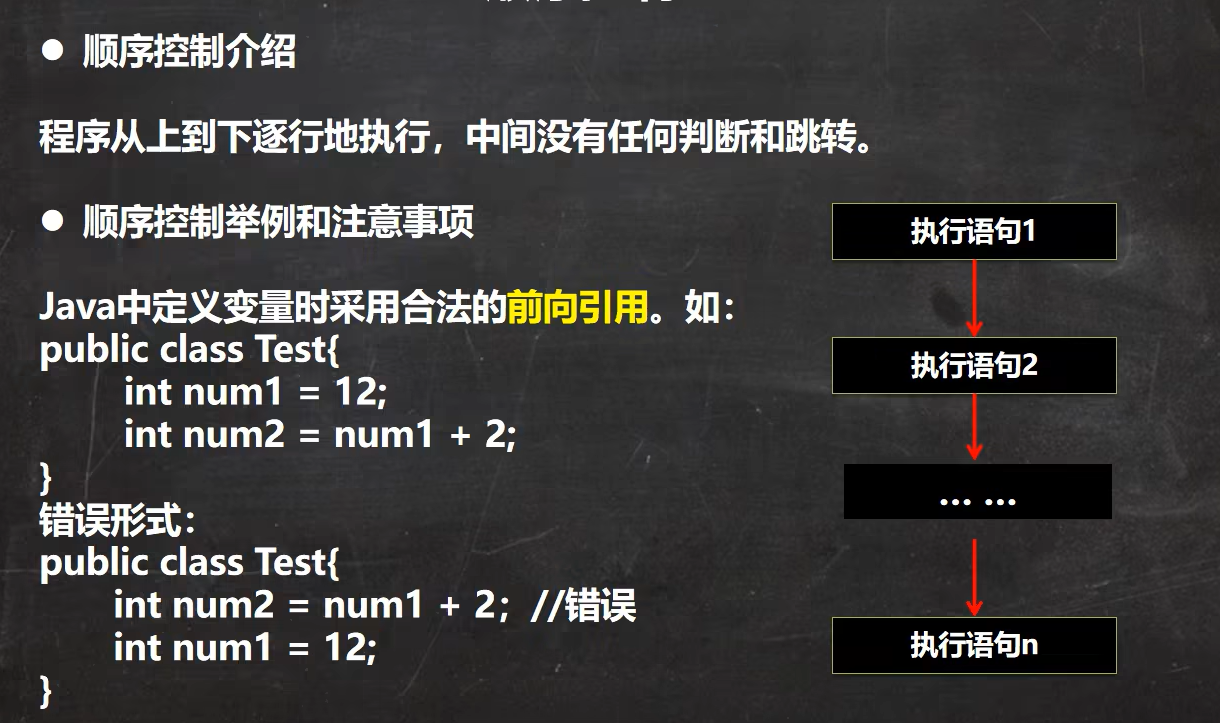 ● 顺序控制介绍
程序从上到下逐行地执行，中间没有任何判断和跳转。
● 顺序控制举例和注意事项
Java中定义变量时采用合法的前向引用。如：
public class Test{
int num1 = 12;
int num2 = num1 + 2;
}
错误形式：
public class Test{
int num2 = num1 + 2；//错误
int num1 = 12;
}
执行语句1
执行语句2
... ...
执行语句n